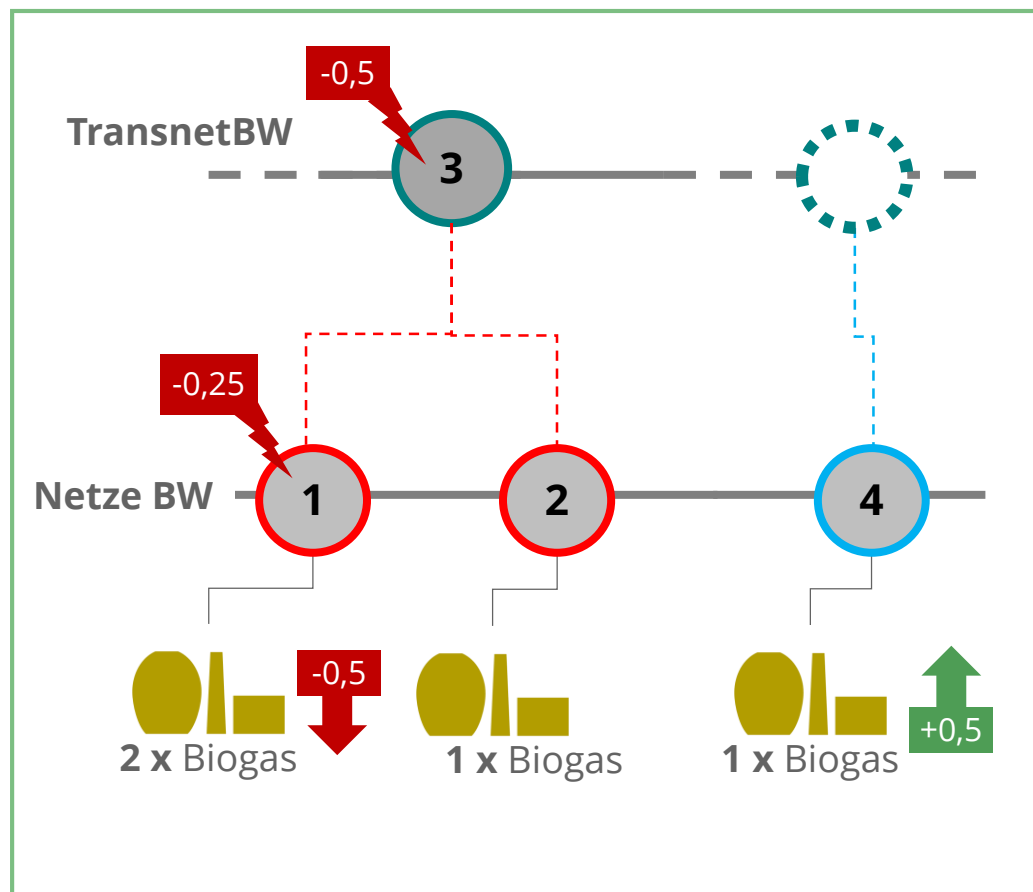 -0,5
TransnetBW
3
-0,25
Netze BW
1
2
4
-0,5
+0,5
2 x Biogas
1 x Biogas
1 x Biogas